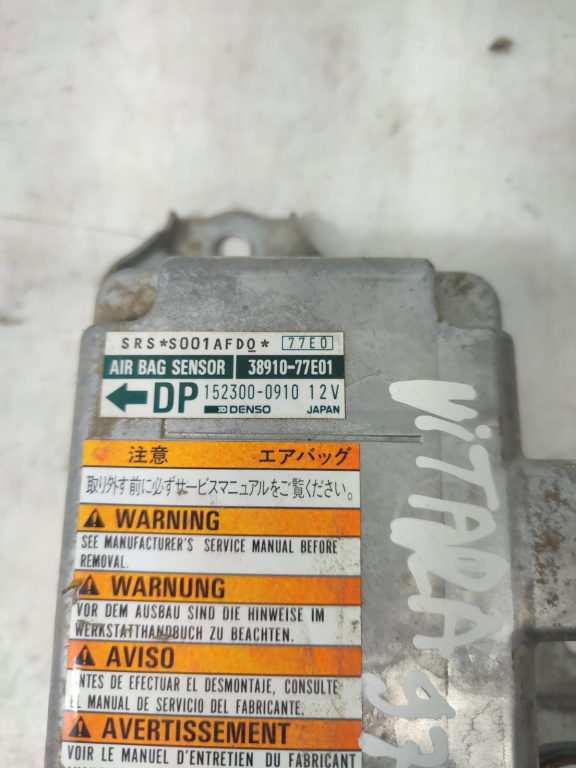 SRS*S001AFD0* 77E0
AIR BAG SENSOR 38910-77E01
DP 152300-0910 12V
DENSO JAPAN
注意 エアバッグ
取り外す前に必ずサービスマニュアルをご覧ください。
WARNING
SEE MANUFACTURER'S SERVICE MANUAL BEFORE
REMOVAL.
WARNUNG
VOR DEM AUSBAU SIND DIE HINWEISE IM
WERKSTATTHANDBUCH ZU BEACHTEN.
AVISO
ANTES DE EFECTUAR EL DESMONTAJE, CONSULTE
EL MANUAL DE SERVICIO DEL FABRICANTE.
AVERTISSEMENT
VOIR LE MANUEL D'ENTRETIEN DU FABRICANT
ViTARA 97